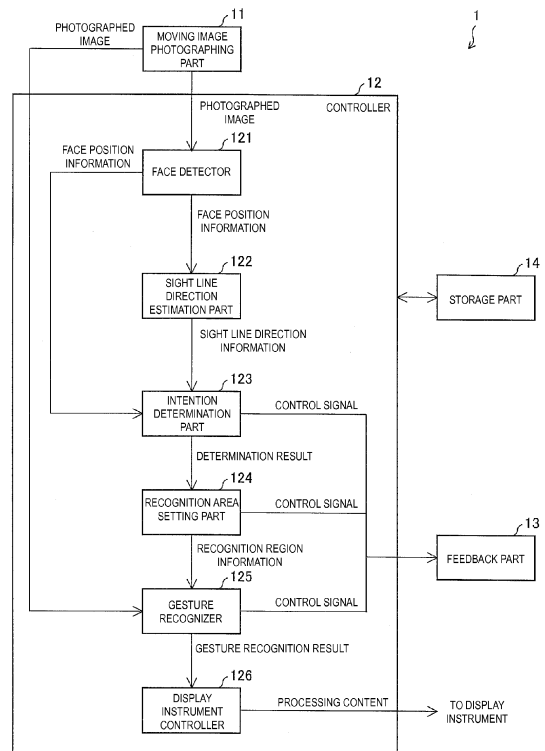 11
1
PHOTOGRAPHED
IMAGE
MOVING IMAGE
PHOTOGRAPHING
PART
12
PHOTOGRAPHED
IMAGE
CONTROLLER
121
FACE POSITION
INFORMATION
FACE DETECTOR
FACE POSITION
INFORMATION
122
SIGHT LINE
DIRECTION
ESTIMATION PART
14
STORAGE PART
SIGHT LINE DIRECTION
INFORMATION
123
INTENTION
DETERMINATION
PART
CONTROL SIGNAL
DETERMINATION RESULT
124
RECOGNITION AREA
SETTING PART
CONTROL SIGNAL
13
FEEDBACK PART
RECOGNITION REGION
INFORMATION
125
GESTURE
RECOGNIZER
CONTROL SIGNAL
GESTURE RECOGNITION RESULT
126
DISPLAY
INSTRUMENT
CONTROLLER
PROCESSING CONTENT
TO DISPLAY
INSTRUMENT